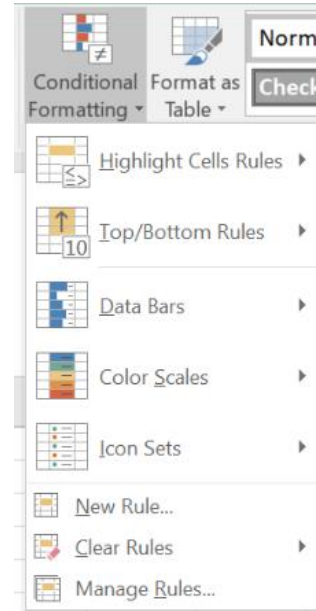 Norm
Conditional Format as
Check
Formatting Table
≠
Highlight Cells Rules
≤
>
Top/Bottom Rules
10
Data Bars
Color Scales
Icon Sets
New Rule...
Clear Rules
Manage Rules...